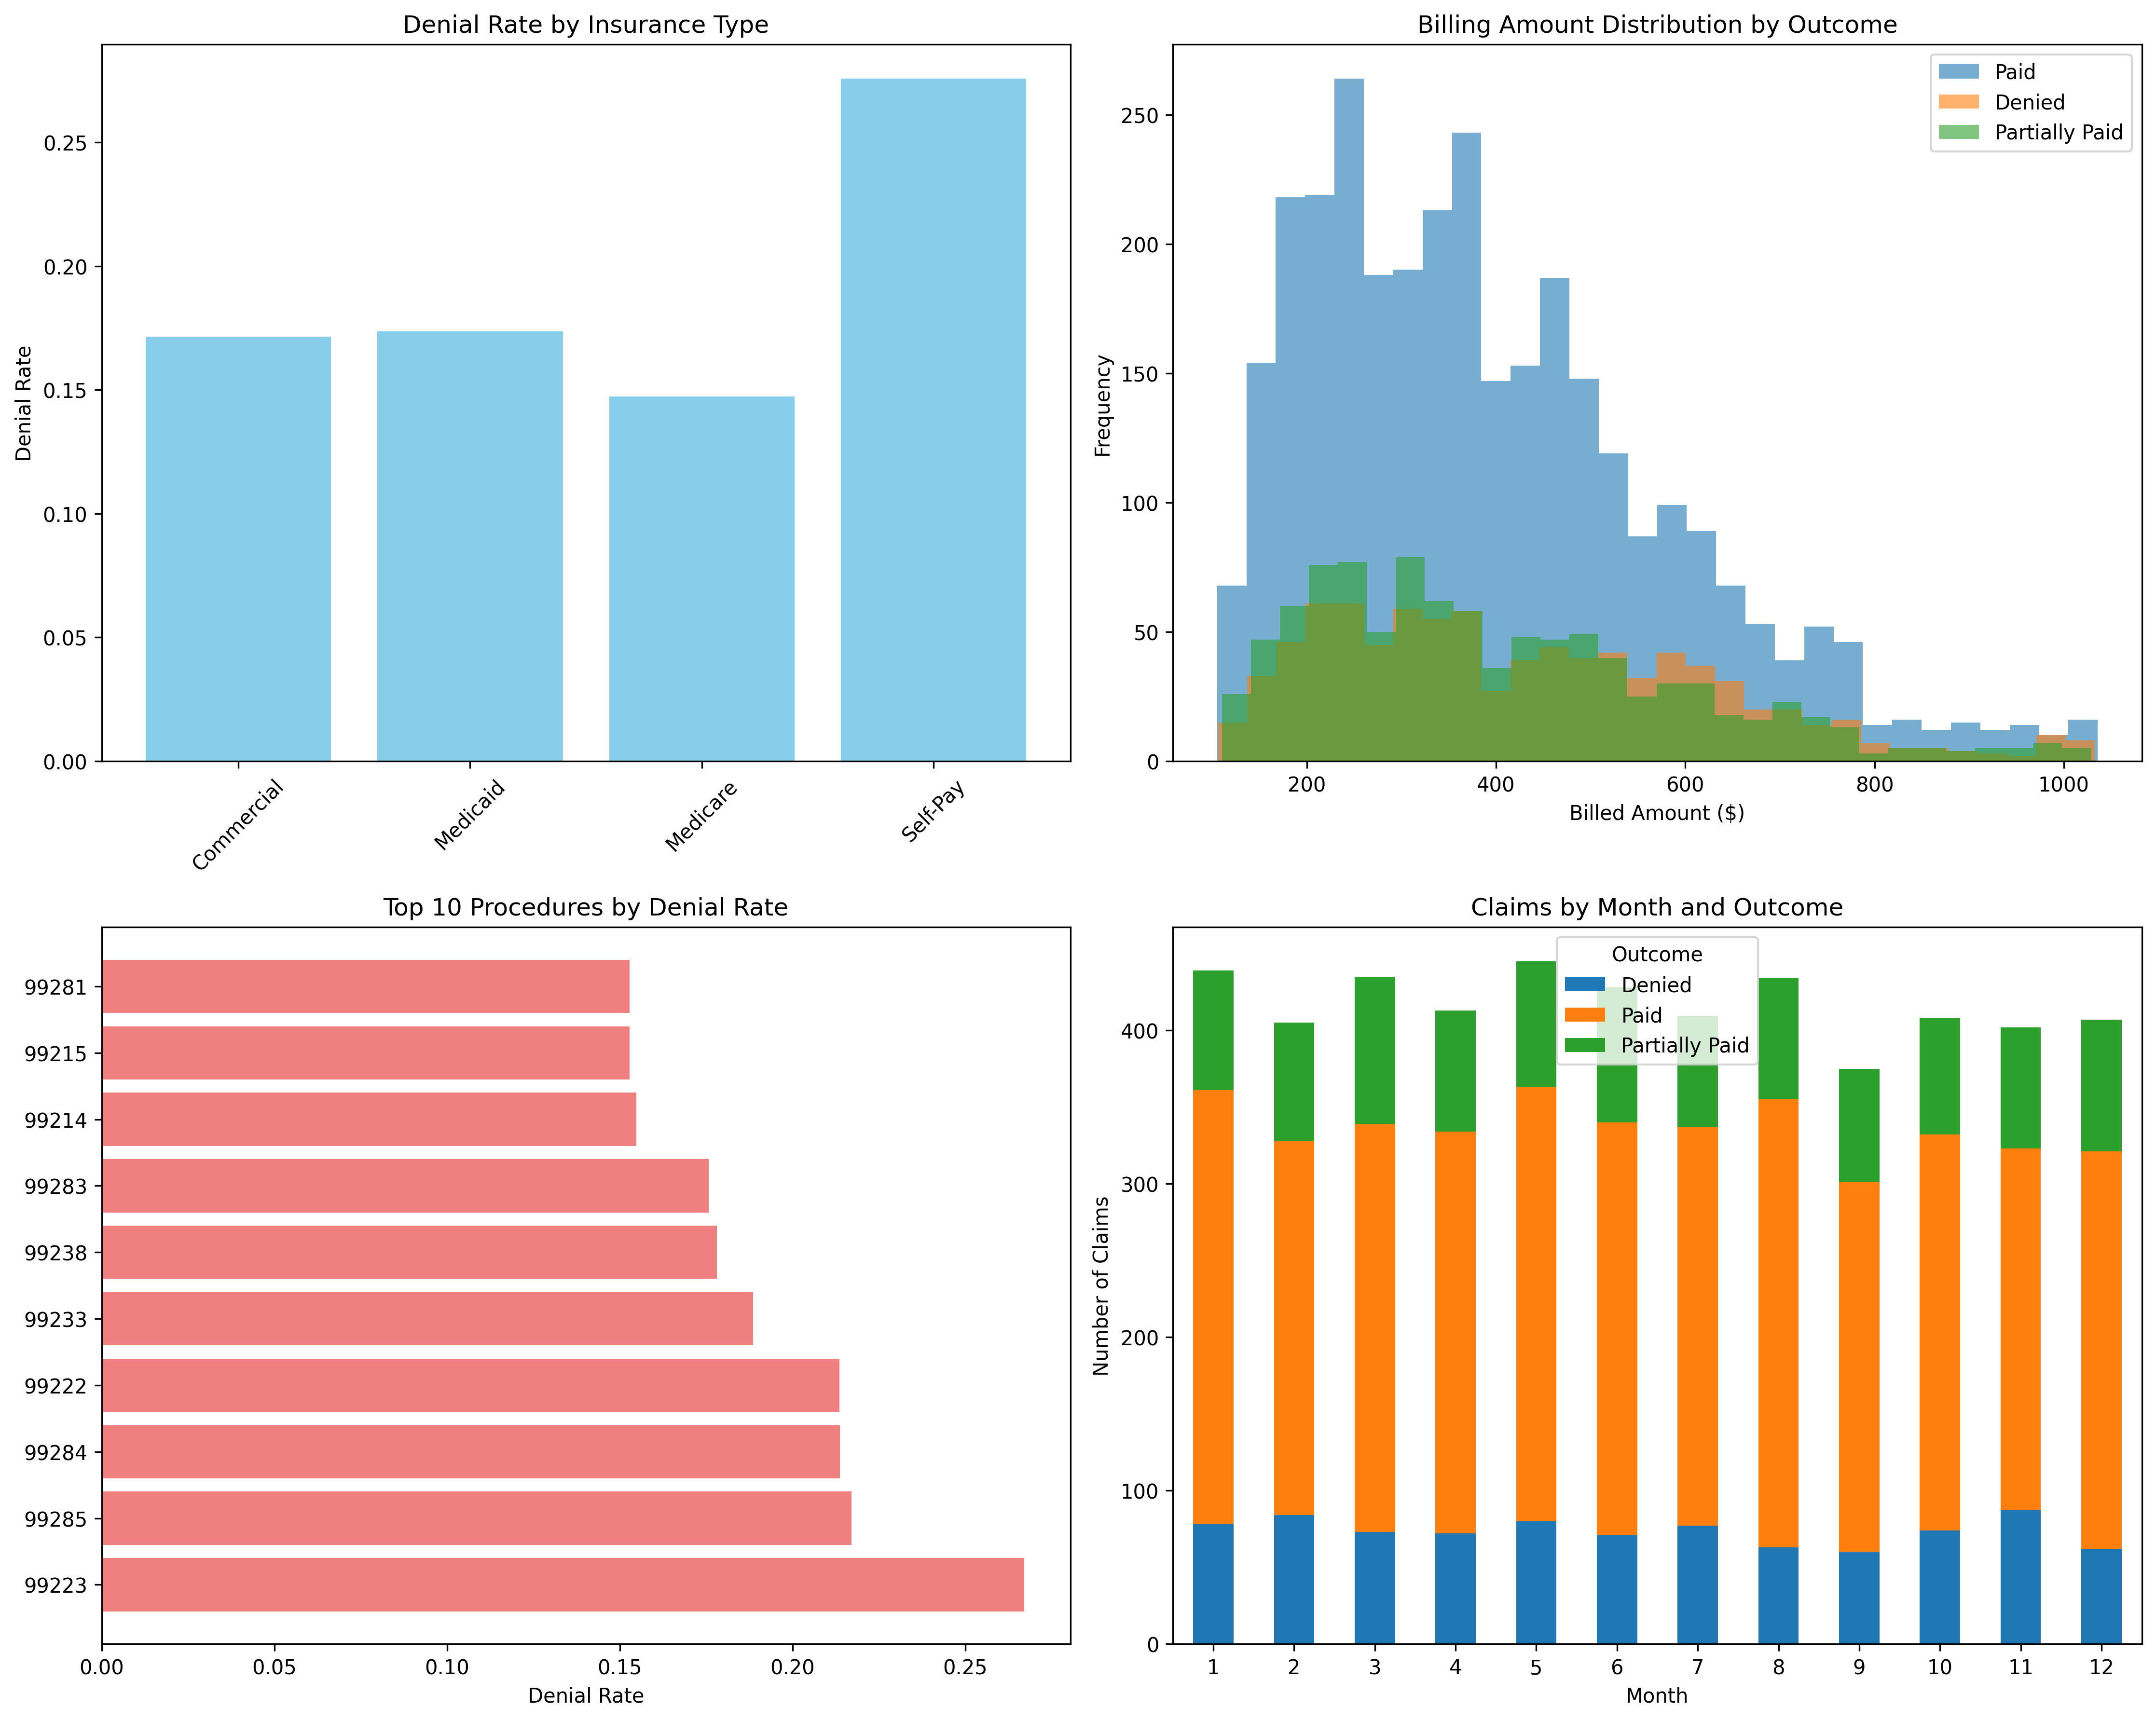 Denial Rate by Insurance Type
Denial Rate
0.25
0.20
0.15
0.10
0.05
0.00
Commercial
Medicaid
Medicare
Self-Pay
Billing Amount Distribution by Outcome
Paid
Denied
Partially Paid
Frequency
250
200
150
100
50
0
200 400 600 800 1000
Billed Amount ($)
Top 10 Procedures by Denial Rate
99281
99215
99214
99283
99238
99233
99222
99284
99285
99223
0.00 0.05 0.10 0.15 0.20 0.25
Denial Rate
Claims by Month and Outcome
Outcome
Denied
Paid
Partially Paid
Number of Claims
400
300
200
100
0
1 2 3 4 5 6 7 8 9 10 11 12
Month